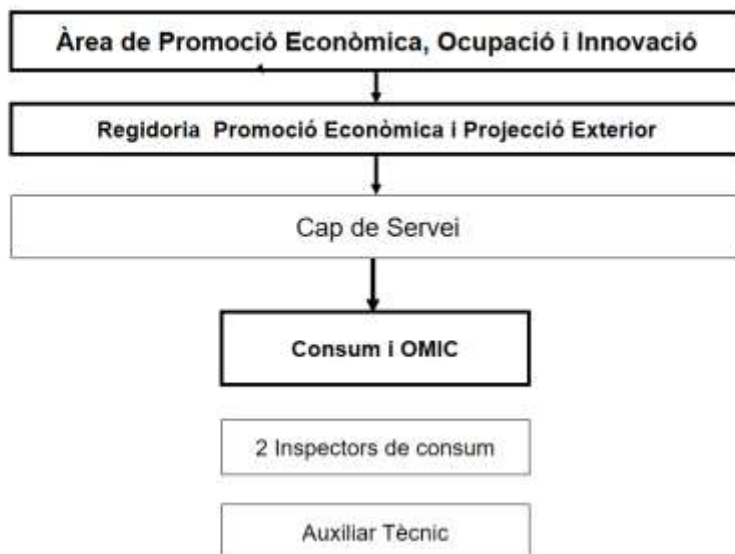 Àrea de Promoció Econòmica, Ocupació i Innovació
Regidoria Promoció Econòmica i Projecció Exterior
Cap de Servei
Consum i OMIC
2 Inspectors de consum
Auxiliar Tècnic